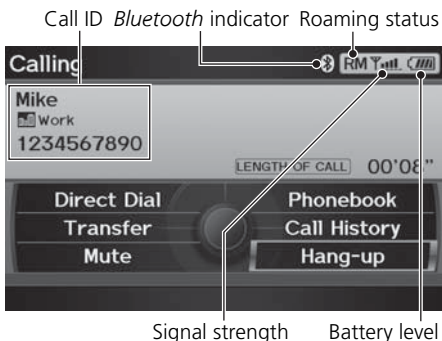 Call ID Bluetooth indicator Roaming status
Calling RM
Mike
Work
1234567890
LENGTH OF CALL 00'08"
Direct Dial Phonebook
Transfer Call History
Mute Hang-up
Signal strength Battery level